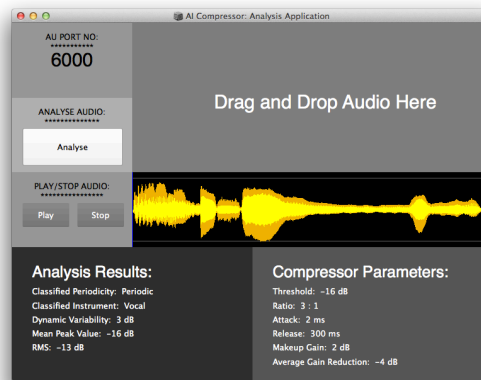 AI Compressor: Analysis Application
AU PORT NO:
***********
6000
Drag and Drop Audio Here
ANALYSE AUDIO:
**************
Analyse
PLAY/STOP AUDIO:
****************
Play Stop
Analysis Results:
Classified Periodicity: Periodic
Classified Instrument: Vocal
Dynamic Variability: 3 dB
Mean Peak Value: -16 dB
RMS: -13 dB
Compressor Parameters:
Threshold: -16 dB
Ratio: 3 : 1
Attack: 2 ms
Release: 300 ms
Makeup Gain: 2 dB
Average Gain Reduction: -4 dB